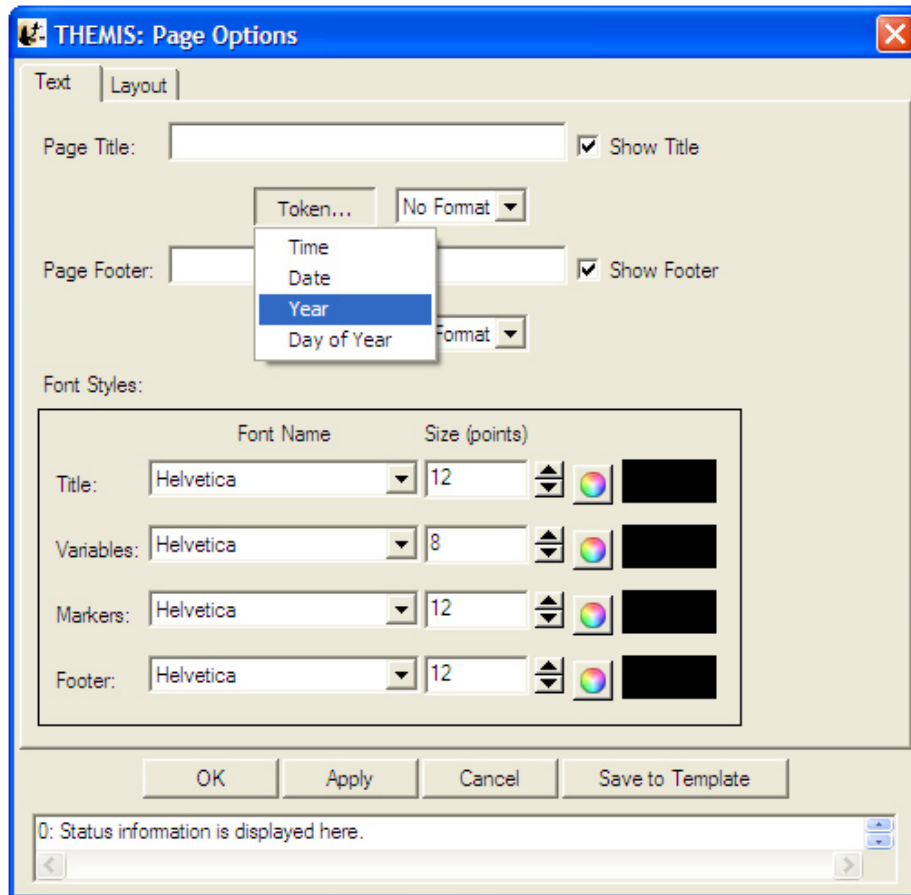 THEMIS: Page Options
Text Layout
Page Title: Show Title
Token... No Format
Time
Page Footer: Show Footer
Date
Year
Day of Year Format
Font Styles:
Font Name Size (points)
Title: Helvetica 12
Variables: Helvetica 8
Markers: Helvetica 12
Footer: Helvetica 12
OK Apply Cancel Save to Template
0: Status information is displayed here.